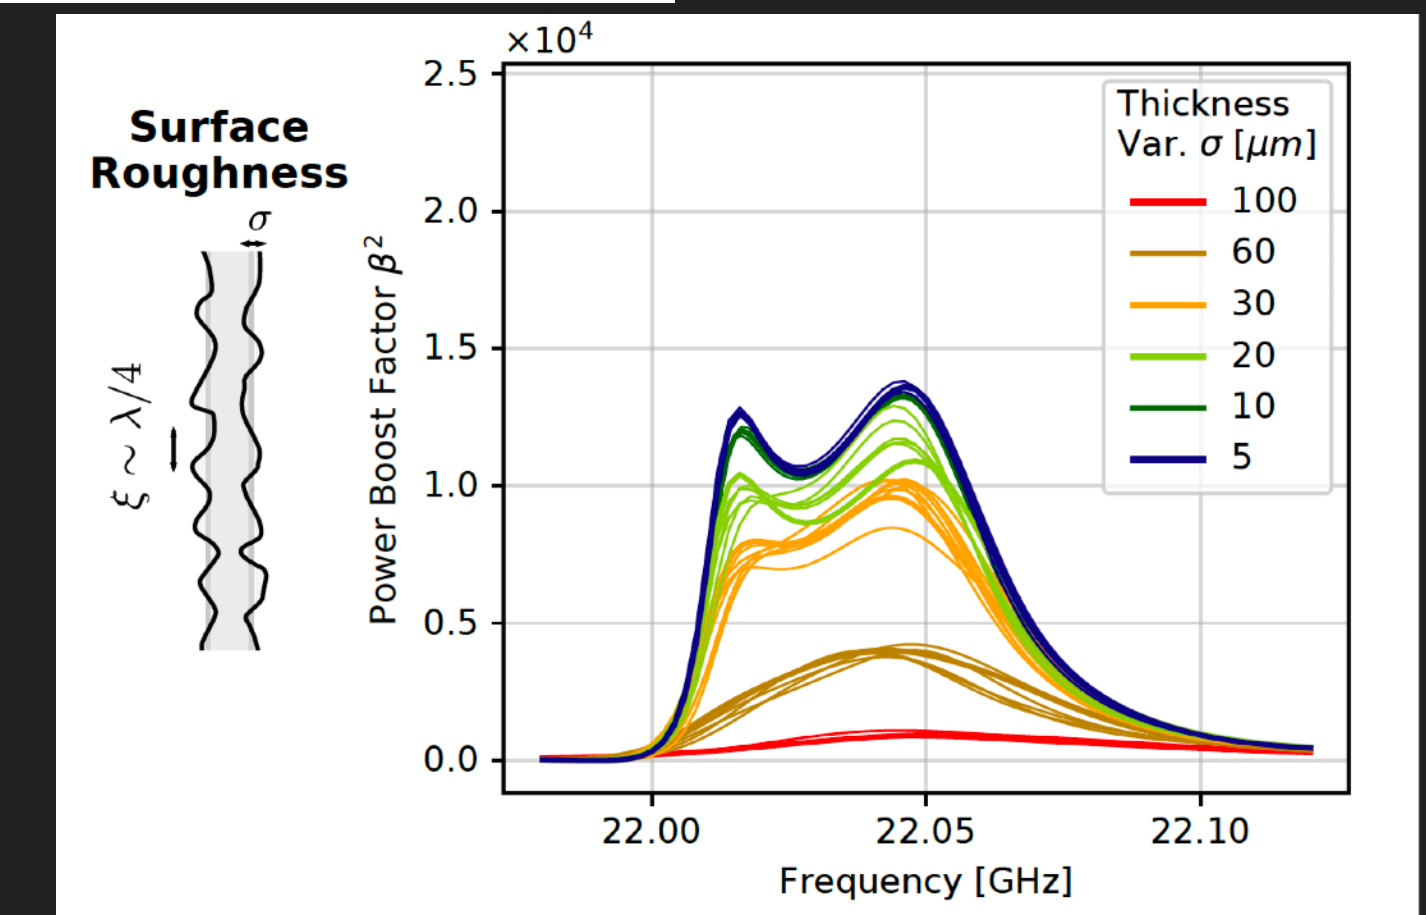 Surface
Roughness
σ
ξ ~ λ/4
×10⁴
2.5
2.0
1.5
1.0
0.5
0.0
Power Boost Factor β²
22.00 22.05 22.10
Frequency [GHz]
Thickness
Var. σ [μm]
100
60
30
20
10
5